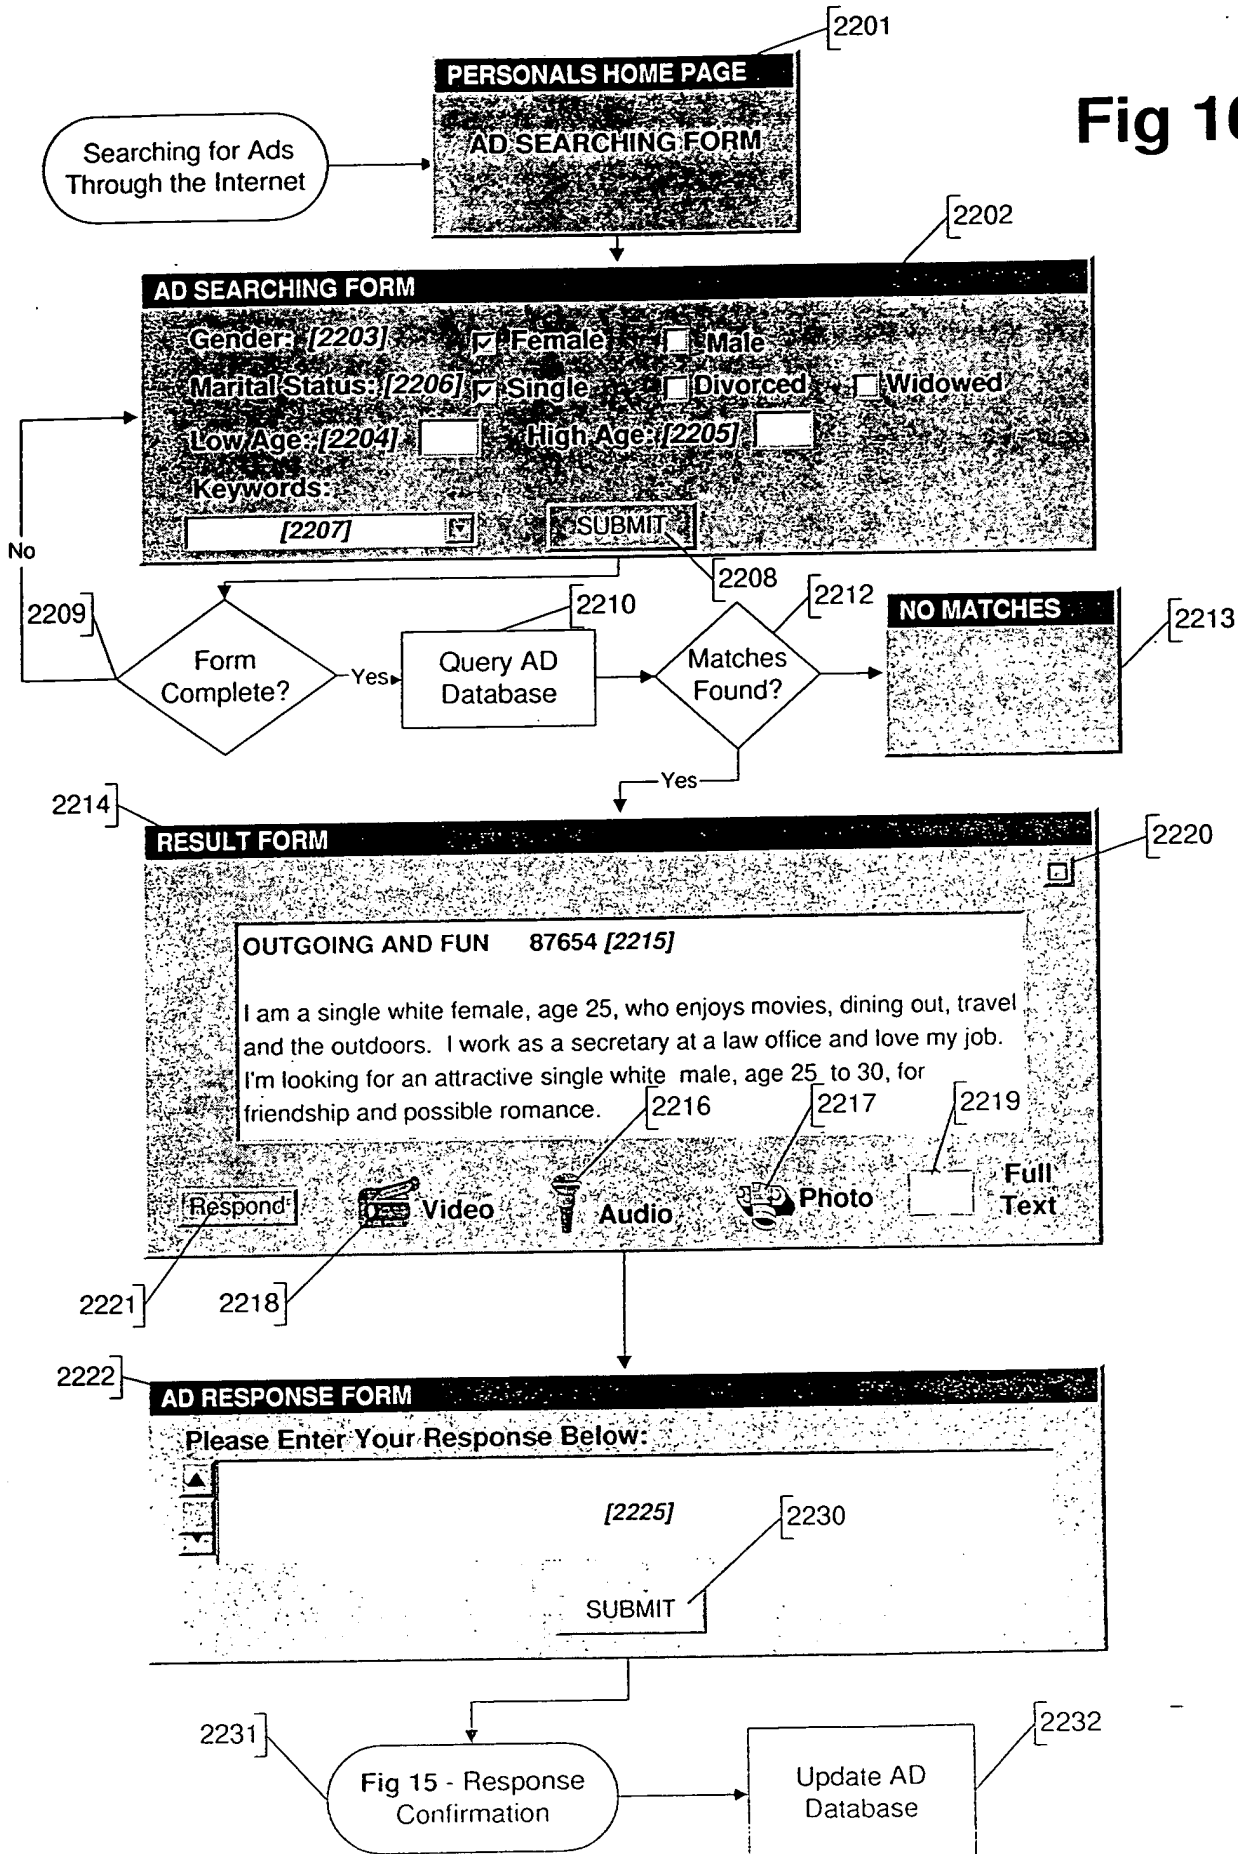 2201
PERSONALS HOME PAGE
AD SEARCHING FORM
Fig
Searching for Ads
Through the Internet
2202
AD SEARCHING FORM
Gender: [2203] Female Male
Marital Status: [2206] Single Divorced Widowed
Low Age: [2204] High Age: [2205]
Keywords:
[2207] SUBMIT
No
2208
2209
2210
2212
2213
Form
Complete?
Yes
Query AD
Database
Matches
Found?
NO MATCHES
Yes
2214
RESULT FORM
2220
OUTGOING AND FUN 87654 [2215]
I am a single white female, age 25, who enjoys movies, dining out, travel
and the outdoors. I work as a secretary at a law office and love my job.
I'm looking for an attractive single white male, age 25 to 30, for
friendship and possible romance.
2216
2217
2219
Respond
Video
Audio
Photo
Full
Text
2221
2218
2222
AD RESPONSE FORM
Please Enter Your Response Below:
[2225]
2230
SUBMIT
2231
2232
Fig 15 - Response
Confirmation
Update AD
Database